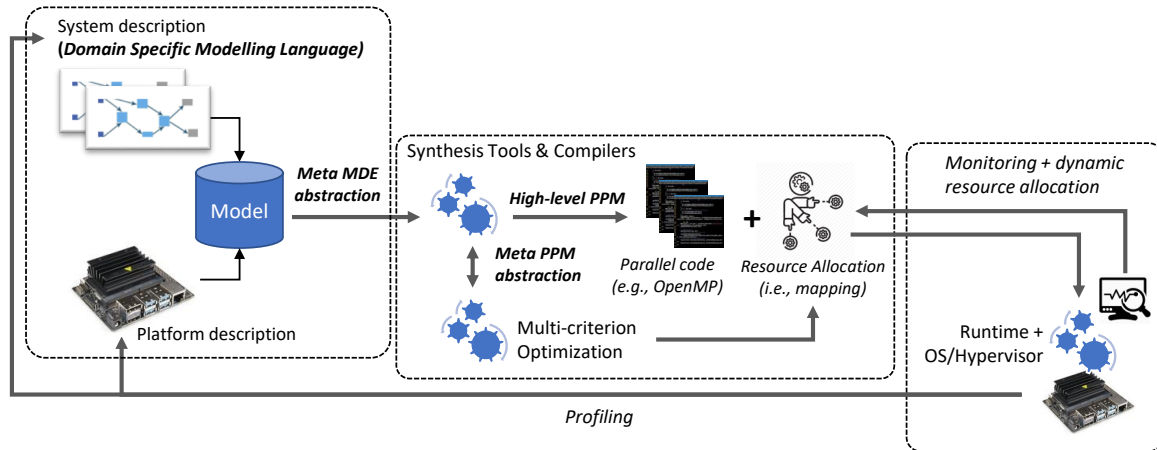 System description
(Domain Specific Modelling Language)
Model
Platform description
Meta MDE
abstraction
Synthesis Tools & Compilers
High-level PPM
Meta PPM
abstraction
+
Parallel code
(e.g., OpenMP)
Resource Allocation
(i.e., mapping)
Multi-criterion
Optimization
Monitoring + dynamic
resource allocation
Runtime +
OS/Hypervisor
Profiling